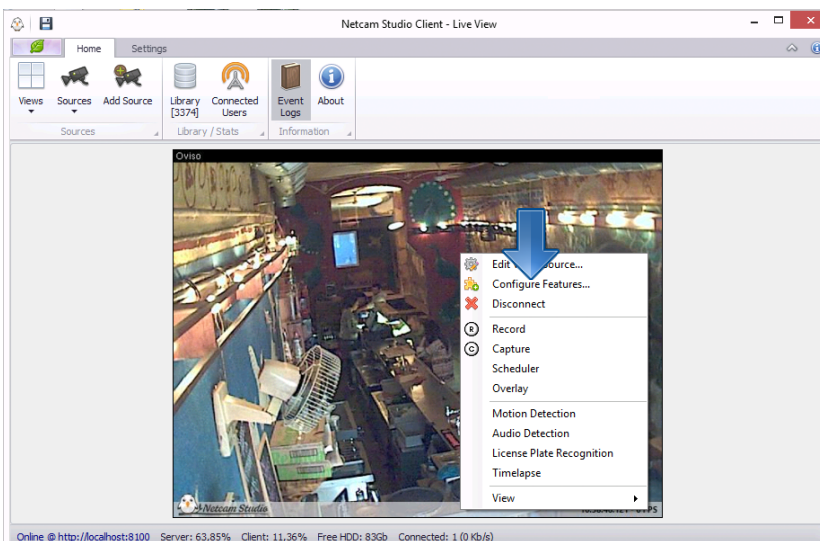 Netcam Studio Client - Live View
Home Settings
Views Sources Add Source Library [3374] Connected Users Event Logs About
Sources Library / Stats Information
Oviso
Edit Source...
Configure Features...
Disconnect
R Record
C Capture
Scheduler
Overlay
Motion Detection
Audio Detection
License Plate Recognition
Timelapse
View
Netcam Studio
Online @ http://localhost:8100 Server: 63,85% Client: 11,36% Free HDD: 83Gb Connected: 1 (0 Kb/s)